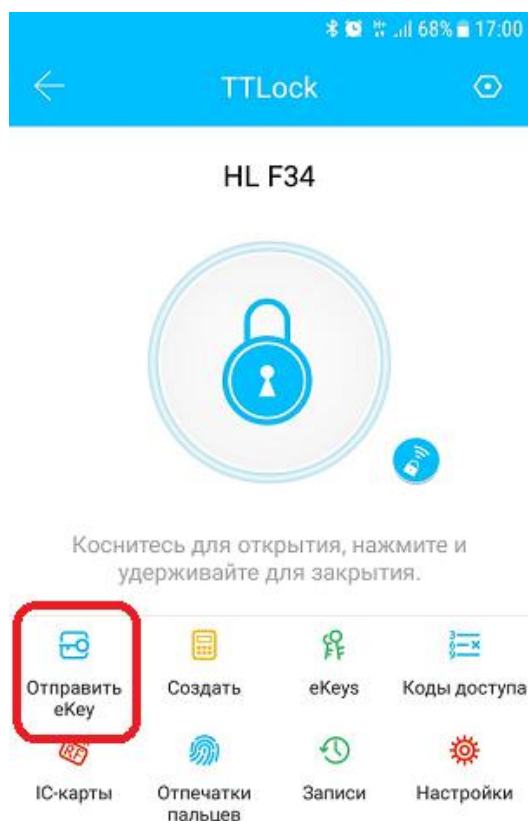 68% 17:00
TTLock
HL F34
Коснитесь для открытия, нажмите и
удерживайте для закрытия.
Отправить
eKey
Создать
eKeys
Коды доступа
RF
IC-карты
Отпечатки
пальцев
Записи
Настройки